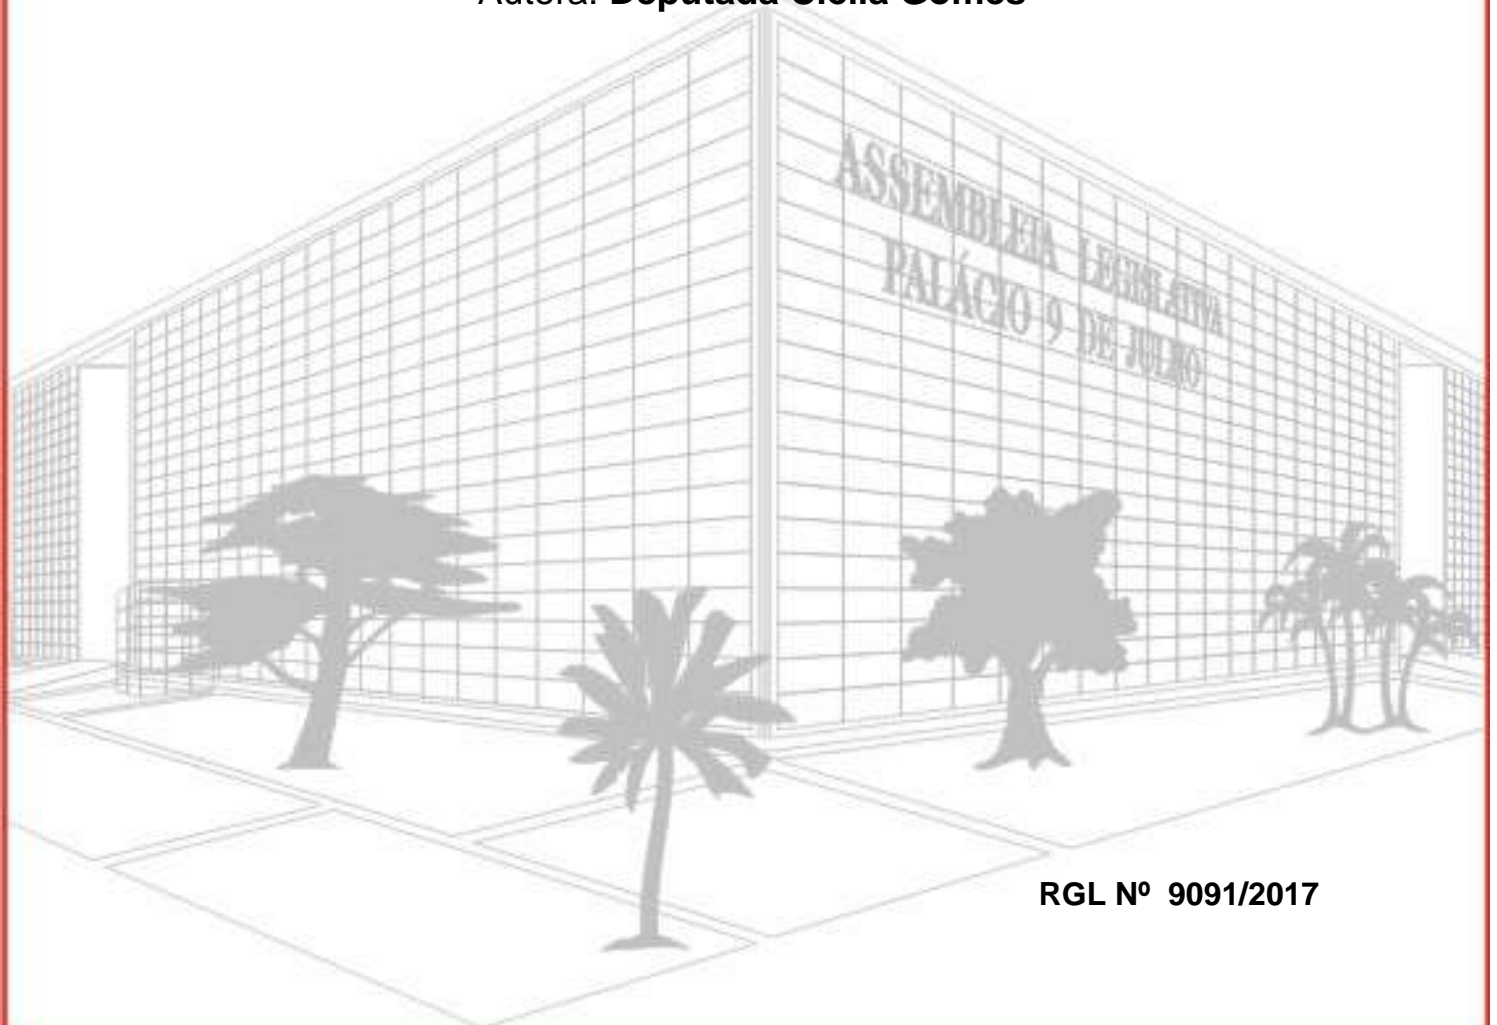 Autora: Deputada Clélia Gomes
ASSEMBLEIA LEGISLATIVA
PALÁCIO 9 DE JULHO
RGL Nº 9091/2017